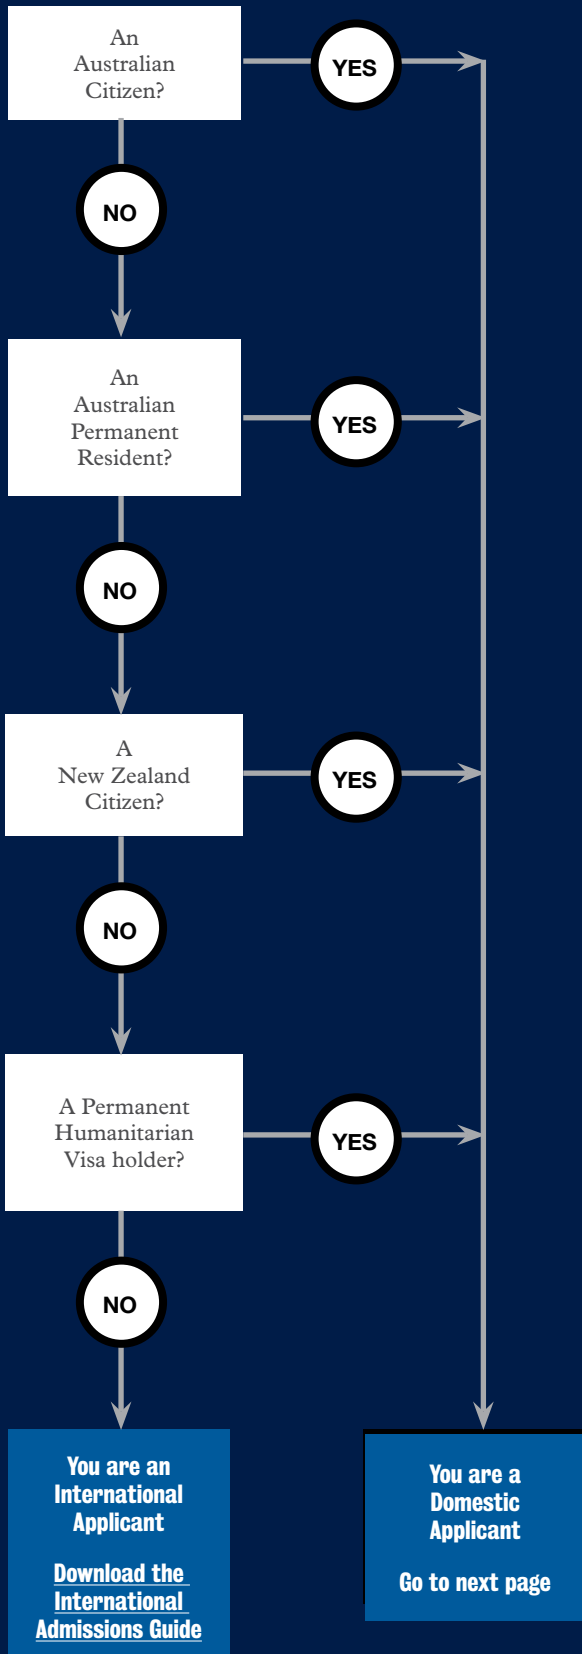 An
Australian
Citizen?
YES
NO
An
Australian
Permanent
Resident?
YES
NO
A
New Zealand
Citizen?
YES
NO
A Permanent
Humanitarian
Visa holder?
YES
NO
You are an
International
Applicant
Download the
International
Admissions Guide
You are a
Domestic
Applicant
Go to next page